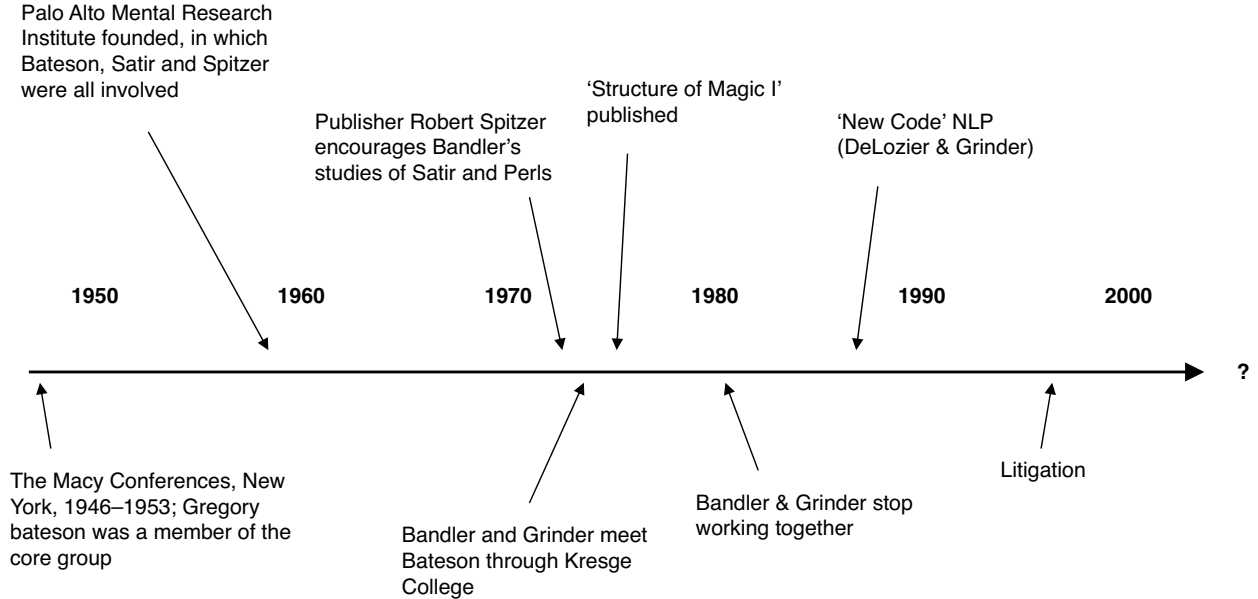 Palo Alto Mental Research
Institute founded, in which
Bateson, Satir and Spitzer
were all involved
Publisher Robert Spitzer
encourages Bandler’s
studies of Satir and Perls
‘Structure of Magic I’
published
‘New Code’ NLP
(DeLozier & Grinder)
1950
1960
1970
1980
1990
2000
?
The Macy Conferences, New
York, 1946–1953; Gregory
bateson was a member of the
core group
Bandler and Grinder meet
Bateson through Kresge
College
Bandler & Grinder stop
working together
Litigation